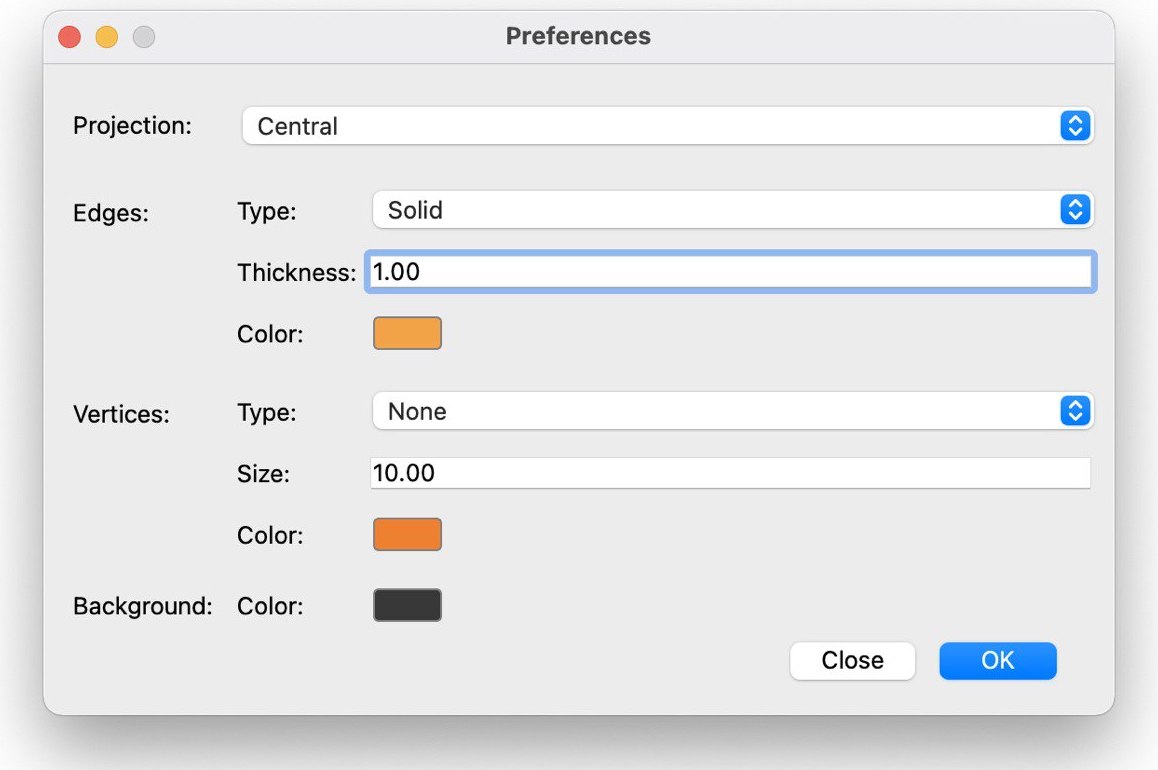 Preferences
Projection: Central
Edges: Type: Solid
Thickness: 1.00
Color:
Vertices: Type: None
Size: 10.00
Color:
Background: Color:
Close OK